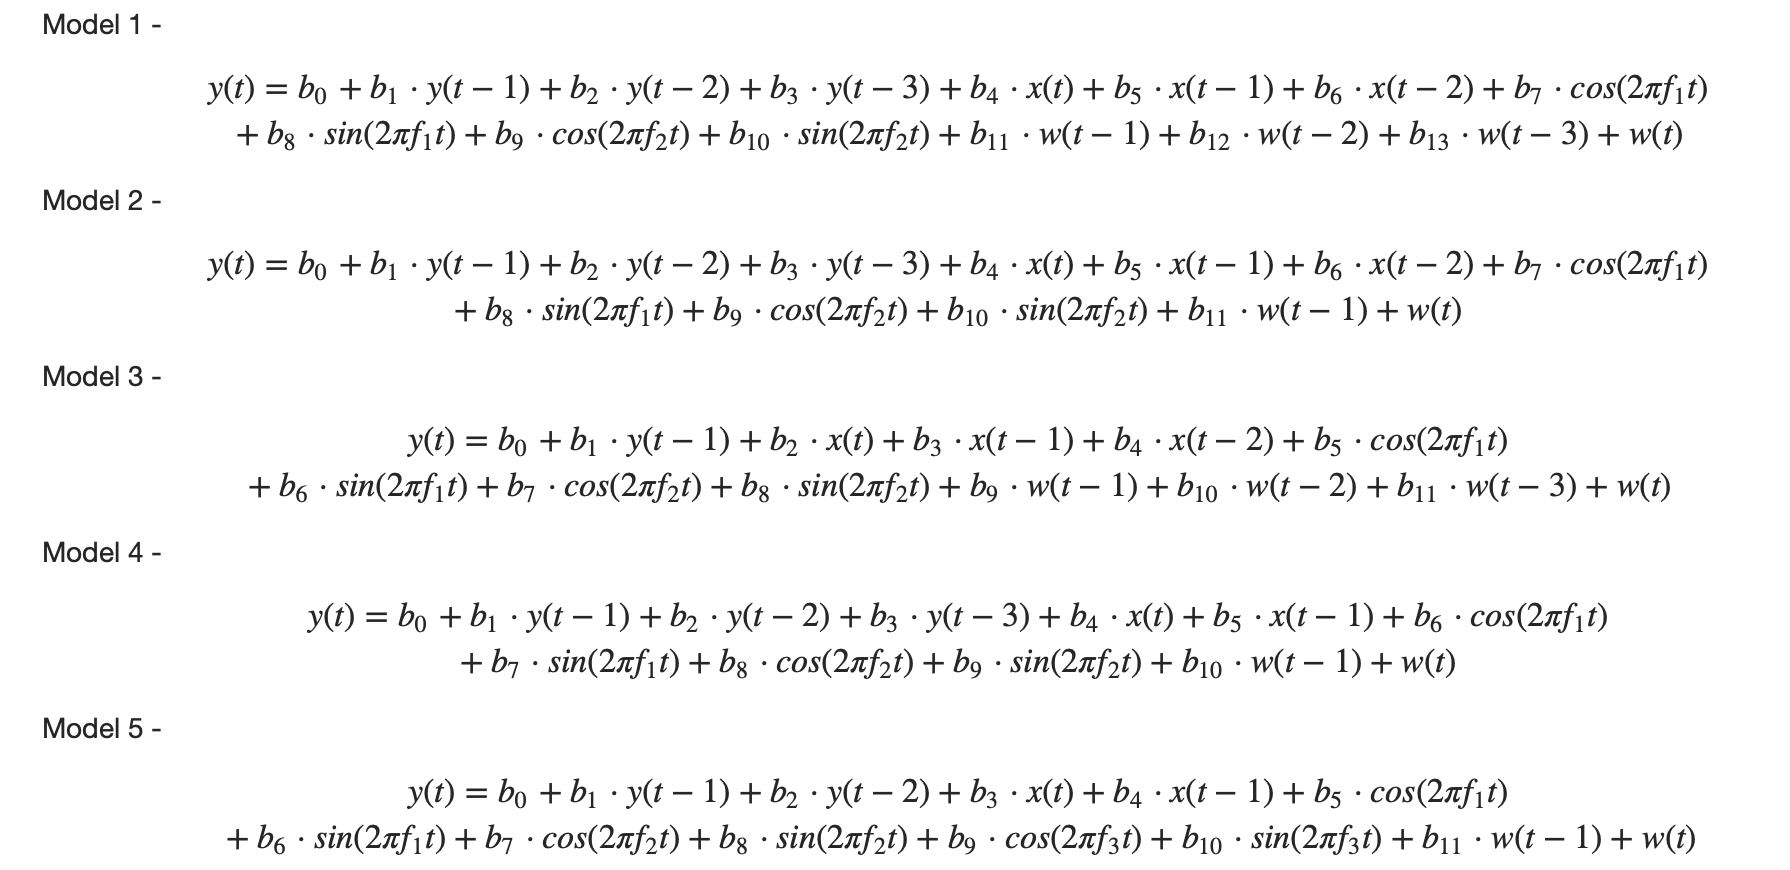 Model 1 -
y(t) = b₀ + b₁ · y(t − 1) + b₂ · y(t − 2) + b₃ · y(t − 3) + b₄ · x(t) + b₅ · x(t − 1) + b₆ · x(t − 2) + b₇ · cos(2πf₁t)
+ b₈ · sin(2πf₁t) + b₉ · cos(2πf₂t) + b₁₀ · sin(2πf₂t) + b₁₁ · w(t − 1) + b₁₂ · w(t − 2) + b₁₃ · w(t − 3) + w(t)
Model 2 -
y(t) = b₀ + b₁ · y(t − 1) + b₂ · y(t − 2) + b₃ · y(t − 3) + b₄ · x(t) + b₅ · x(t − 1) + b₆ · x(t − 2) + b₇ · cos(2πf₁t)
+ b₈ · sin(2πf₁t) + b₉ · cos(2πf₂t) + b₁₀ · sin(2πf₂t) + b₁₁ · w(t − 1) + w(t)
Model 3 -
y(t) = b₀ + b₁ · y(t − 1) + b₂ · x(t) + b₃ · x(t − 1) + b₄ · x(t − 2) + b₅ · cos(2πf₁t)
+ b₆ · sin(2πf₁t) + b₇ · cos(2πf₂t) + b₈ · sin(2πf₂t) + b₉ · w(t − 1) + b₁₀ · w(t − 2) + b₁₁ · w(t − 3) + w(t)
Model 4 -
y(t) = b₀ + b₁ · y(t − 1) + b₂ · y(t − 2) + b₃ · y(t − 3) + b₄ · x(t) + b₅ · x(t − 1) + b₆ · cos(2πf₁t)
+ b₇ · sin(2πf₁t) + b₈ · cos(2πf₂t) + b₉ · sin(2πf₂t) + b₁₀ · w(t − 1) + w(t)
Model 5 -
y(t) = b₀ + b₁ · y(t − 1) + b₂ · y(t − 2) + b₃ · x(t) + b₄ · x(t − 1) + b₅ · cos(2πf₁t)
+ b₆ · sin(2πf₁t) + b₇ · cos(2πf₂t) + b₈ · sin(2πf₂t) + b₉ · cos(2πf₃t) + b₁₀ · sin(2πf₃t) + b₁₁ · w(t − 1) + w(t)